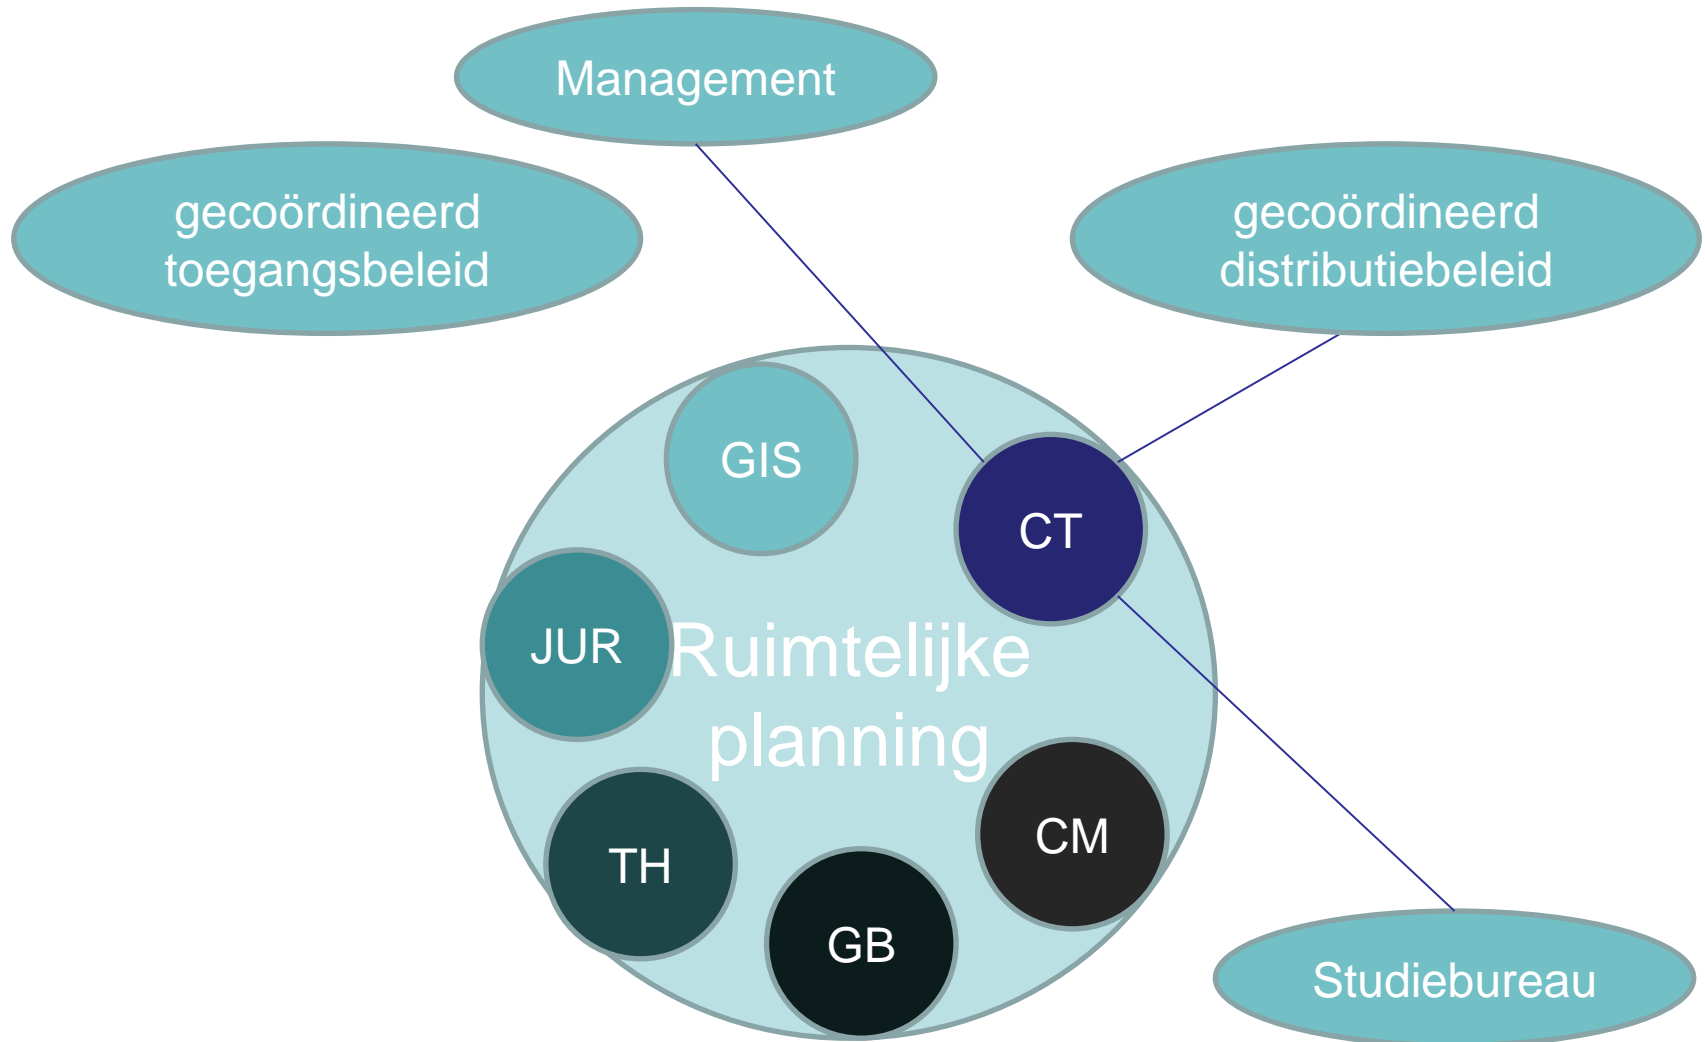 Management
gecoördineerd
toegangsbeleid
gecoördineerd
distributiebeleid
GIS
CT
JUR
Ruimtelijke
planning
CM
TH
GB
Studiebureau